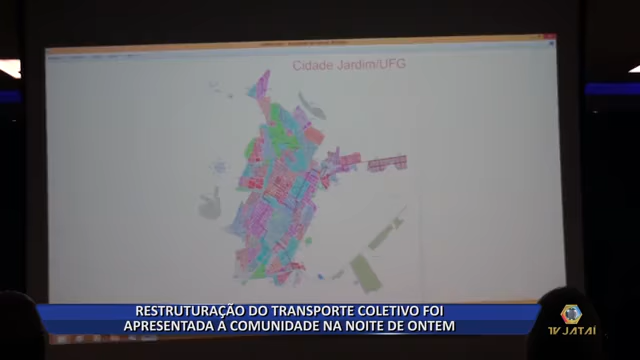 Cidade Jardim/UFG
RESTRUTURAÇÃO DO TRANSPORTE COLETIVO FOI
APRESENTADA À COMUNIDADE NA NOITE DE ONTEM
TV JATAÍ